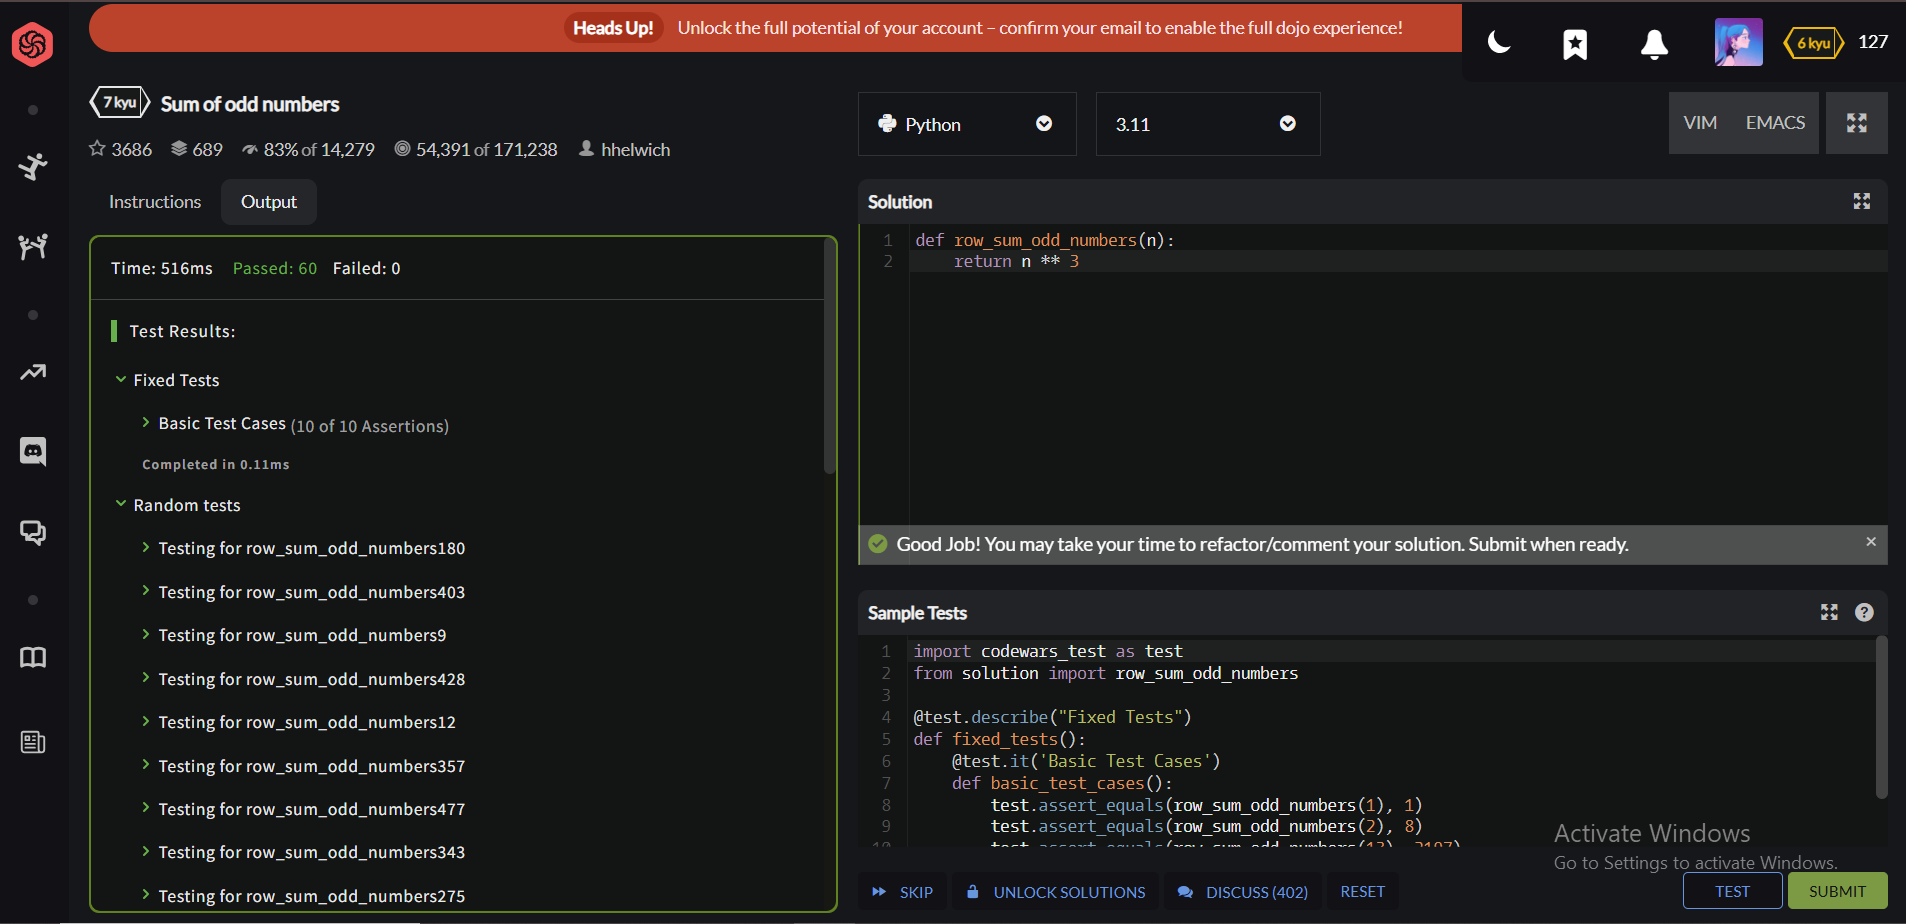 Heads Up! Unlock the full potential of your account – confirm your email to enable the full dojo experience!
6 kyu 127
7 kyu Sum of odd numbers
3686 689 83% of 14,279 54,391 of 171,238 hhelwich
Instructions Output
Time: 516ms Passed: 60 Failed: 0
Test Results:
Fixed Tests
Basic Test Cases (10 of 10 Assertions)
Completed in 0.11ms
Random tests
Testing for row_sum_odd_numbers180
Testing for row_sum_odd_numbers403
Testing for row_sum_odd_numbers9
Testing for row_sum_odd_numbers428
Testing for row_sum_odd_numbers12
Testing for row_sum_odd_numbers357
Testing for row_sum_odd_numbers477
Testing for row_sum_odd_numbers343
Testing for row_sum_odd_numbers275
Python 3.11 VIM EMACS
Solution
1 def row_sum_odd_numbers(n):
2 return n ** 3
Good Job! You may take your time to refactor/comment your solution. Submit when ready.
Sample Tests
1 import codewars_test as test
2 from solution import row_sum_odd_numbers
3
4 @test.describe("Fixed Tests")
5 def fixed_tests():
6 @test.it('Basic Test Cases')
7 def basic_test_cases():
8 test.assert_equals(row_sum_odd_numbers(1), 1)
9 test.assert_equals(row_sum_odd_numbers(2), 8)
10 test.assert_equals(row_sum_odd_numbers(13), 2197)
Activate Windows
Go to Settings to activate Windows.
SKIP UNLOCK SOLUTIONS DISCUSS (402) RESET TEST SUBMIT